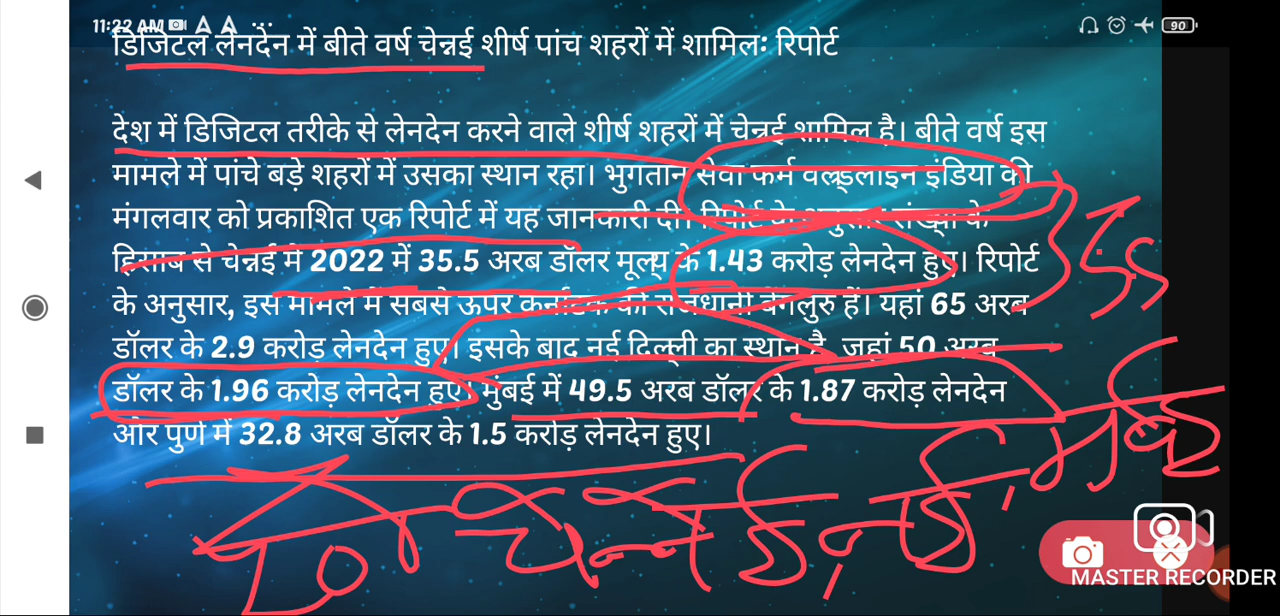 11:22 AM
90
डिजिटल लेनदेन में बीते वर्ष चेन्नई शीर्ष पांच शहरों में शामिलः रिपोर्ट
देश में डिजिटल तरीके से लेनदेन करने वाले शीर्ष शहरों में चेन्नई शामिल है। बीते वर्ष इस
मामले में पांचे बड़े शहरों में उसका स्थान रहा। भुगतान सेवा फर्म वर्ल्डलाइन इंडिया की
मंगलवार को प्रकाशित एक रिपोर्ट में यह जानकारी दी। रिपोर्ट के अनुसार संख्या के
हिसाब से चेन्नई में 2022 में 35.5 अरब डॉलर मूल्य के 1.43 करोड़ लेनदेन हुए। रिपोर्ट
के अनुसार, इस मामले में सबसे ऊपर कर्नाटक की राजधानी बेंगलुरु हैं। यहां 65 अरब
डॉलर के 2.9 करोड़ लेनदेन हुए। इसके बाद नई दिल्ली का स्थान है, जहां 50 अरब
डॉलर के 1.96 करोड़ लेनदेन हुए। मुंबई में 49.5 अरब डॉलर के 1.87 करोड़ लेनदेन
और पुणे में 32.8 अरब डॉलर के 1.5 करोड़ लेनदेन हुए।
चेन्नई
MASTER RECORDER